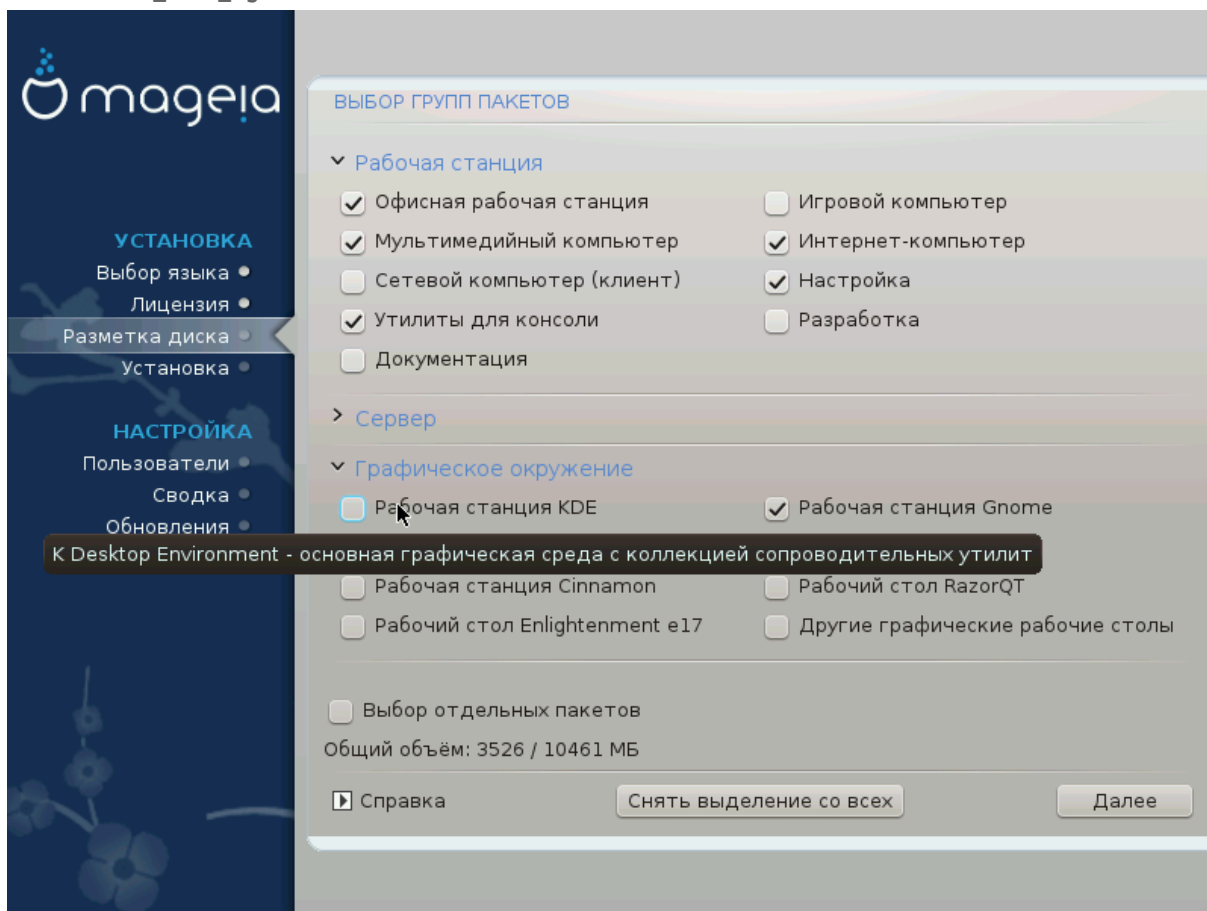 mageia
УСТАНОВКА
Выбор языка
Лицензия
Разметка диска
Установка
НАСТРОЙКА
Пользователи
Сводка
Обновления
ВЫБОР ГРУПП ПАКЕТОВ
Рабочая станция
Офисная рабочая станция
Игровой компьютер
Мультимедийный компьютер
Интернет-компьютер
Сетевой компьютер (клиент)
Настройка
Утилиты для консоли
Разработка
Документация
Сервер
Графическое окружение
Рабочая станция KDE
Рабочая станция Gnome
K Desktop Environment - основная графическая среда с коллекцией сопроводительных утилит
Рабочая станция Cinnamon
Рабочий стол RazorQT
Рабочий стол Enlightenment e17
Другие графические рабочие столы
Выбор отдельных пакетов
Общий объём: 3526 / 10461 МБ
Справка
Снять выделение со всех
Далее